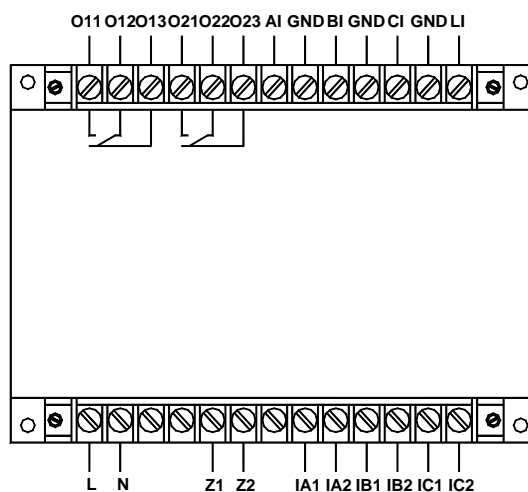 O11 O12 O13 O21 O22 O23 AI GND BI GND CI GND LI
L N Z1 Z2 IA1 IA2 IB1 IB2 IC1 IC2